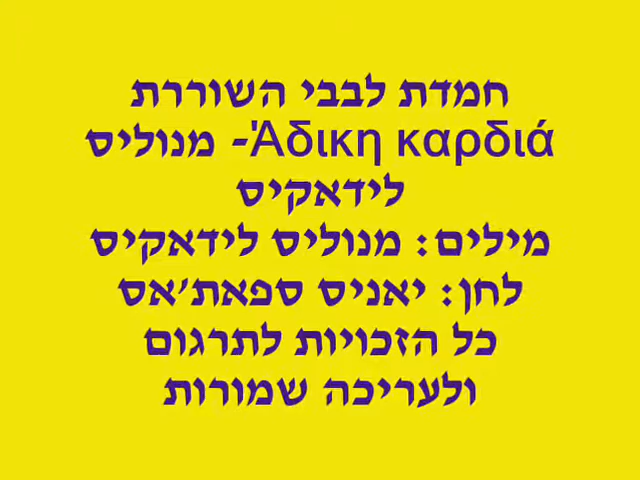 חמדת לבבי השוררת
Άδικη καρδιά- מנוליס
לידאקיס
מילים: מנוליס לידאקיס
לחן: יאניס ספאת'אס
כל הזכויות לתרגום
ולעריכה שמורות